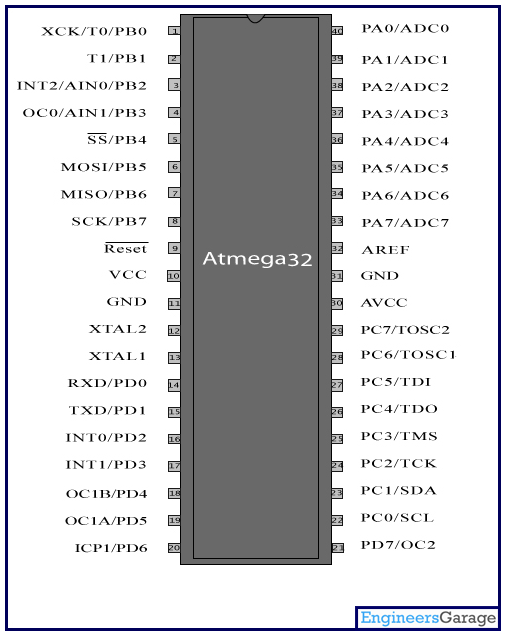 XCK/T0/PB0 1 40 PA0/ADC0
T1/PB1 2 39 PA1/ADC1
INT2/AIN0/PB2 3 38 PA2/ADC2
OC0/AIN1/PB3 4 37 PA3/ADC3
SS/PB4 5 36 PA4/ADC4
MOSI/PB5 6 35 PA5/ADC5
MISO/PB6 7 34 PA6/ADC6
SCK/PB7 8 33 PA7/ADC7
Reset 9 32 AREF
Atmega32
VCC 10 31 GND
GND 11 30 AVCC
XTAL2 12 29 PC7/TOSC2
XTAL1 13 28 PC6/TOSC1
RXD/PD0 14 27 PC5/TDI
TXD/PD1 15 26 PC4/TDO
INT0/PD2 16 25 PC3/TMS
INT1/PD3 17 24 PC2/TCK
OC1B/PD4 18 23 PC1/SDA
OC1A/PD5 19 22 PC0/SCL
ICP1/PD6 20 21 PD7/OC2
EngineersGarage